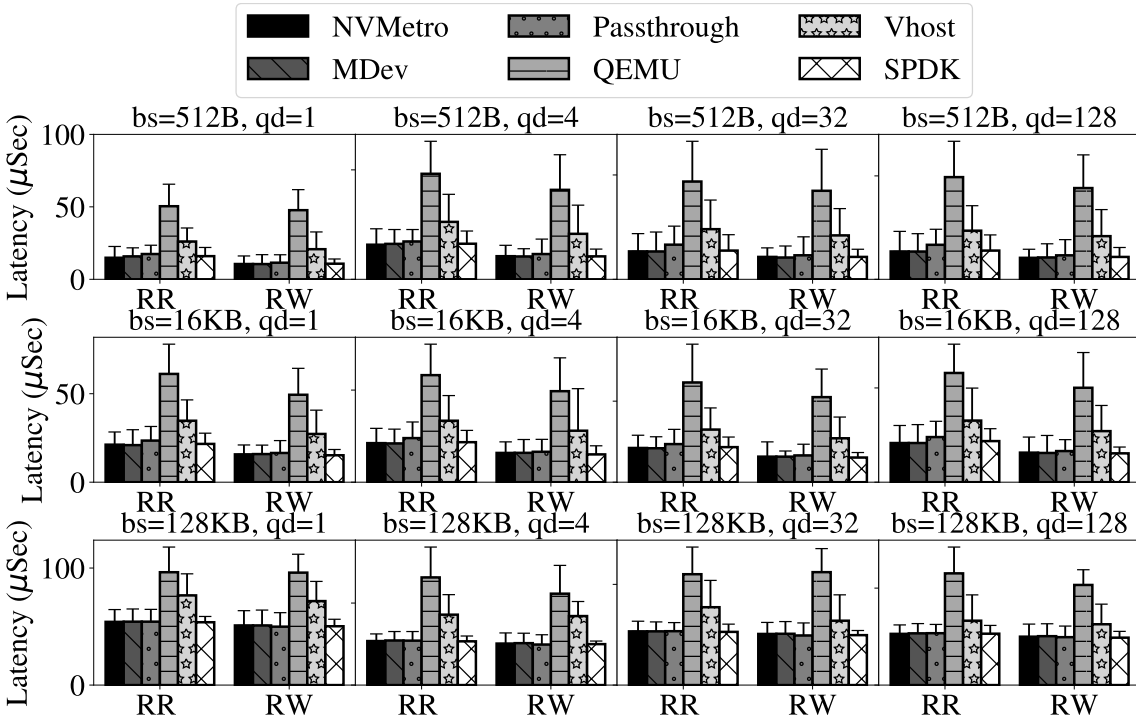 NVMetro Passthrough Vhost
MDev QEMU SPDK
bs=512B, qd=1 bs=512B, qd=4 bs=512B, qd=32 bs=512B, qd=128
Latency (μSec)
100
50
0
RR RW RR RW RR RW RR RW
bs=16KB, qd=1 bs=16KB, qd=4 bs=16KB, qd=32 bs=16KB, qd=128
Latency (μSec)
50
0
RR RW RR RW RR RW RR RW
bs=128KB, qd=1 bs=128KB, qd=4 bs=128KB, qd=32 bs=128KB, qd=128
Latency (μSec)
100
0
RR RW RR RW RR RW RR RW